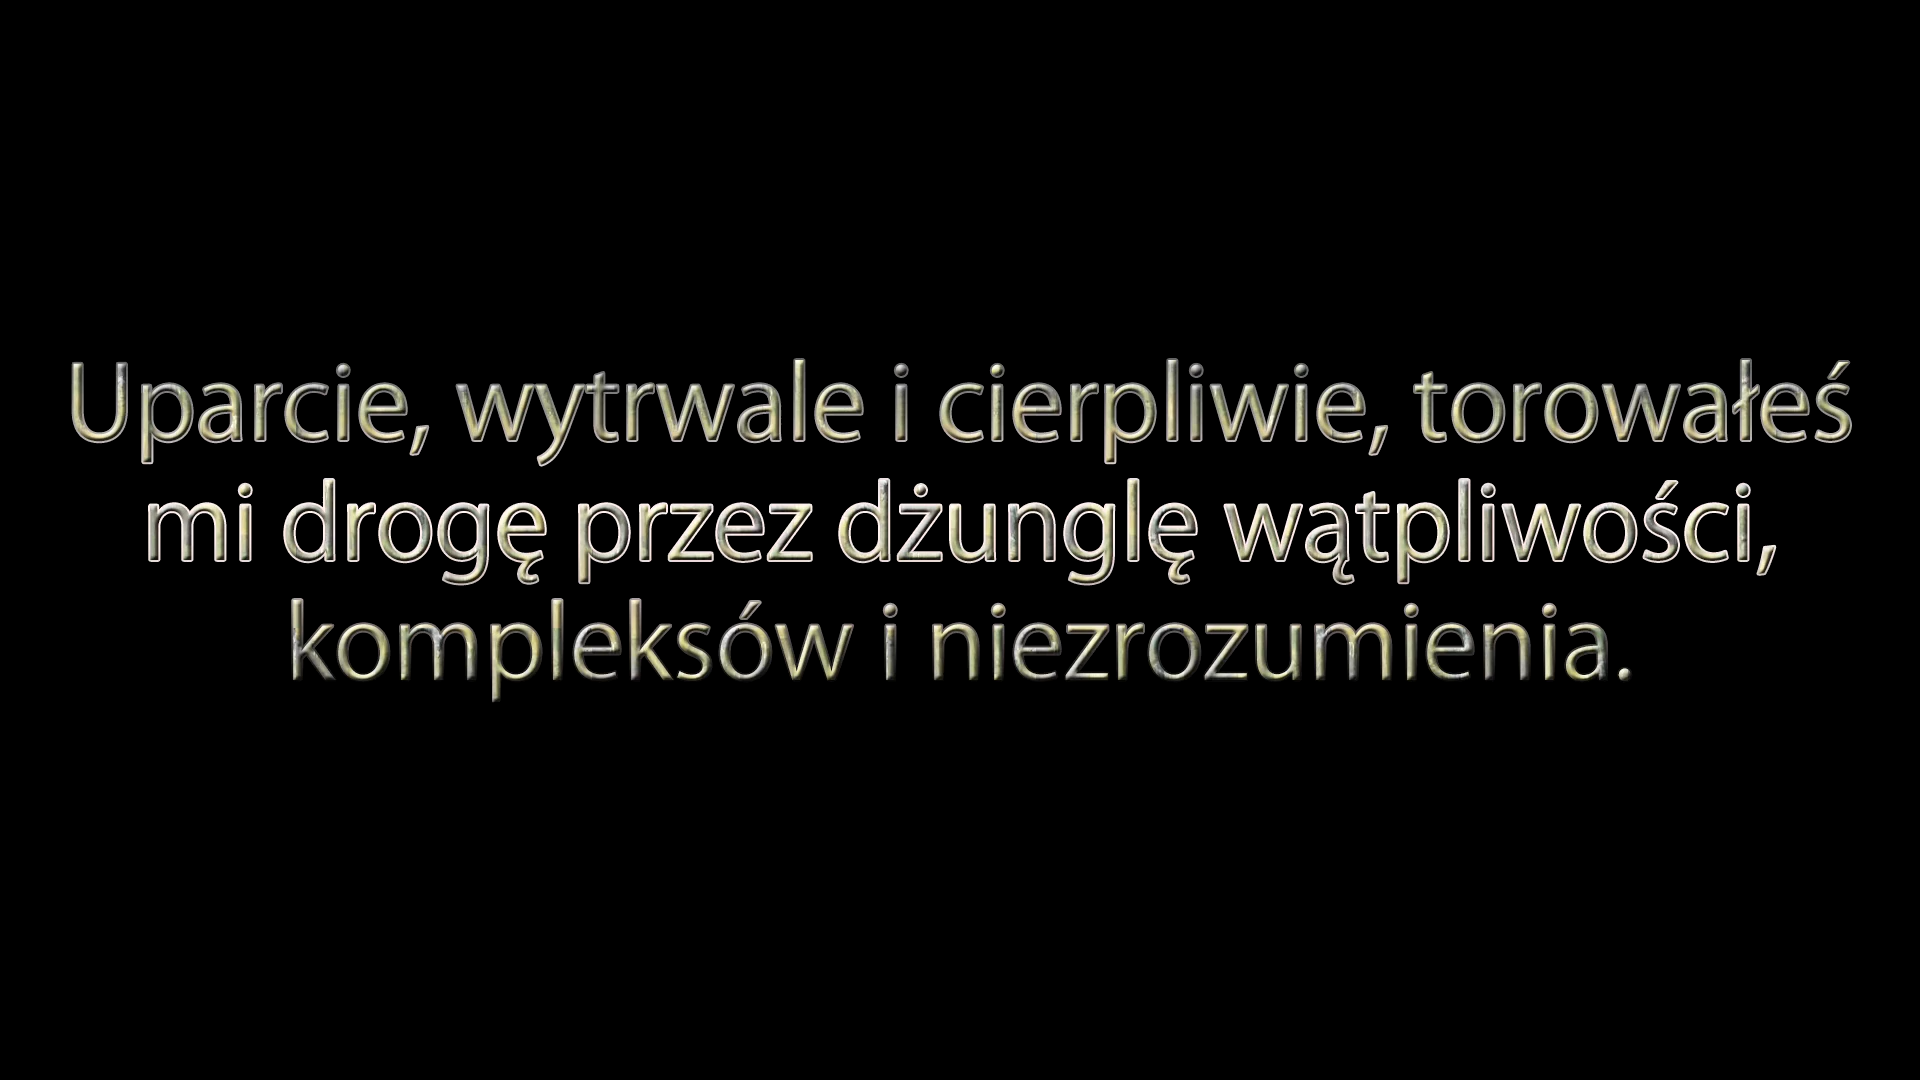 Uparcie, wytrwale i cierpliwie, torowałeś
mi drogę przez dżunglę wątpliwości,
kompleksów i niezrozumienia.